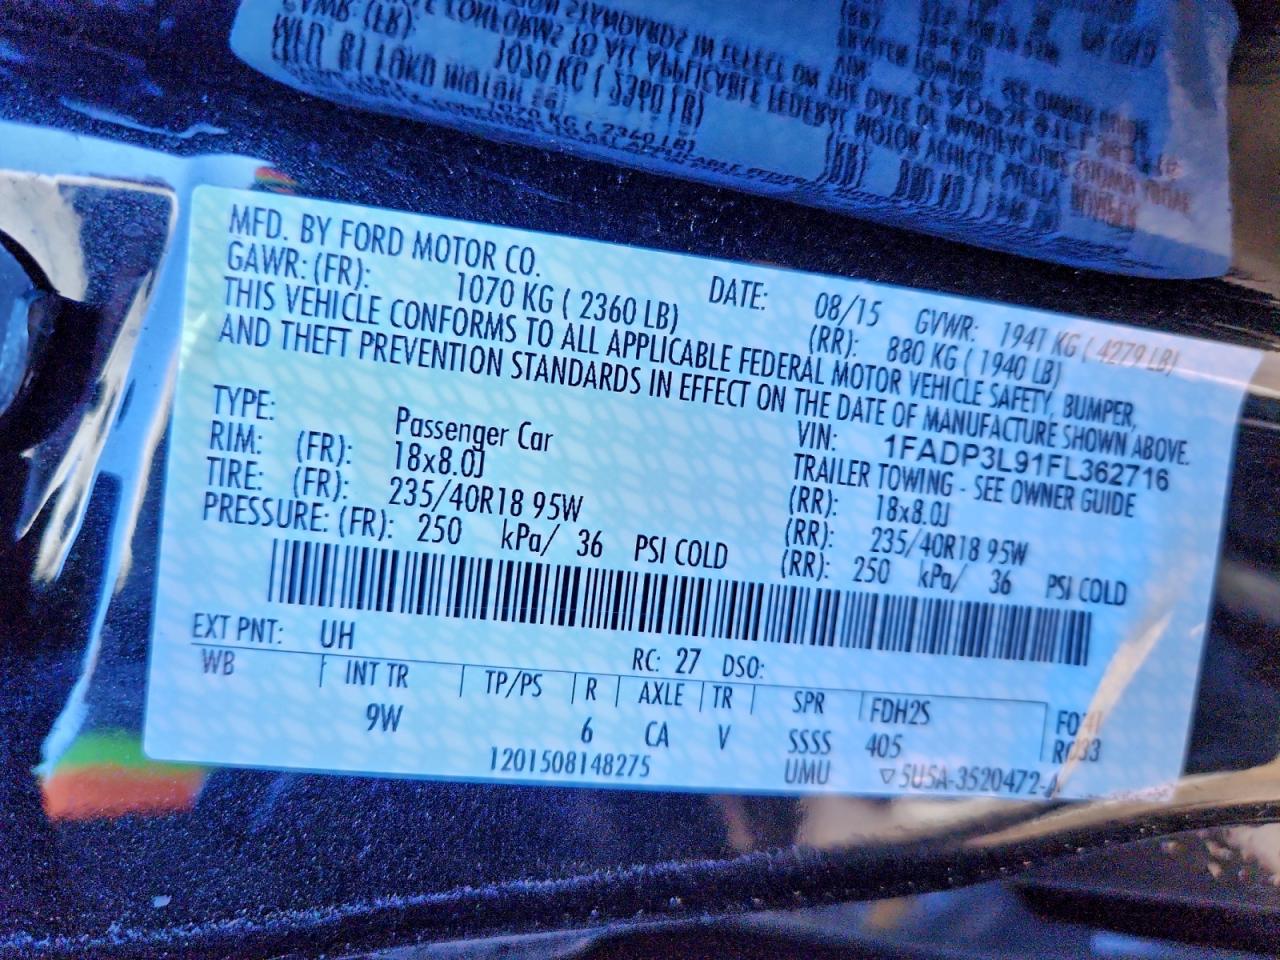 MFD. BY FORD MOTOR CO.
DATE: 08/15 GVWR: 1941 KG ( 4279 LB)
GAWR: (FR): 1070 KG ( 2360 LB) (RR): 880 KG ( 1940 LB)
THIS VEHICLE CONFORMS TO ALL APPLICABLE FEDERAL MOTOR VEHICLE SAFETY, BUMPER,
AND THEFT PREVENTION STANDARDS IN EFFECT ON THE DATE OF MANUFACTURE SHOWN ABOVE.
VIN: 1FADP3L91FL362716
TYPE: Passenger Car TRAILER TOWING - SEE OWNER GUIDE
RIM: (FR): 18x8.0J (RR): 18x8.0J
TIRE: (FR): 235/40R18 95W (RR): 235/40R18 95W
PRESSURE: (FR): 250 kPa/ 36 PSI COLD (RR): 250 kPa/ 36 PSI COLD
EXT PNT: UH RC: 27 DSO:
WB INT TR TP/PS R AXLE TR SPR FDH2S
9W 6 CA V SSSS 405
1201508148275 UMU ▽5U5A-3520472-